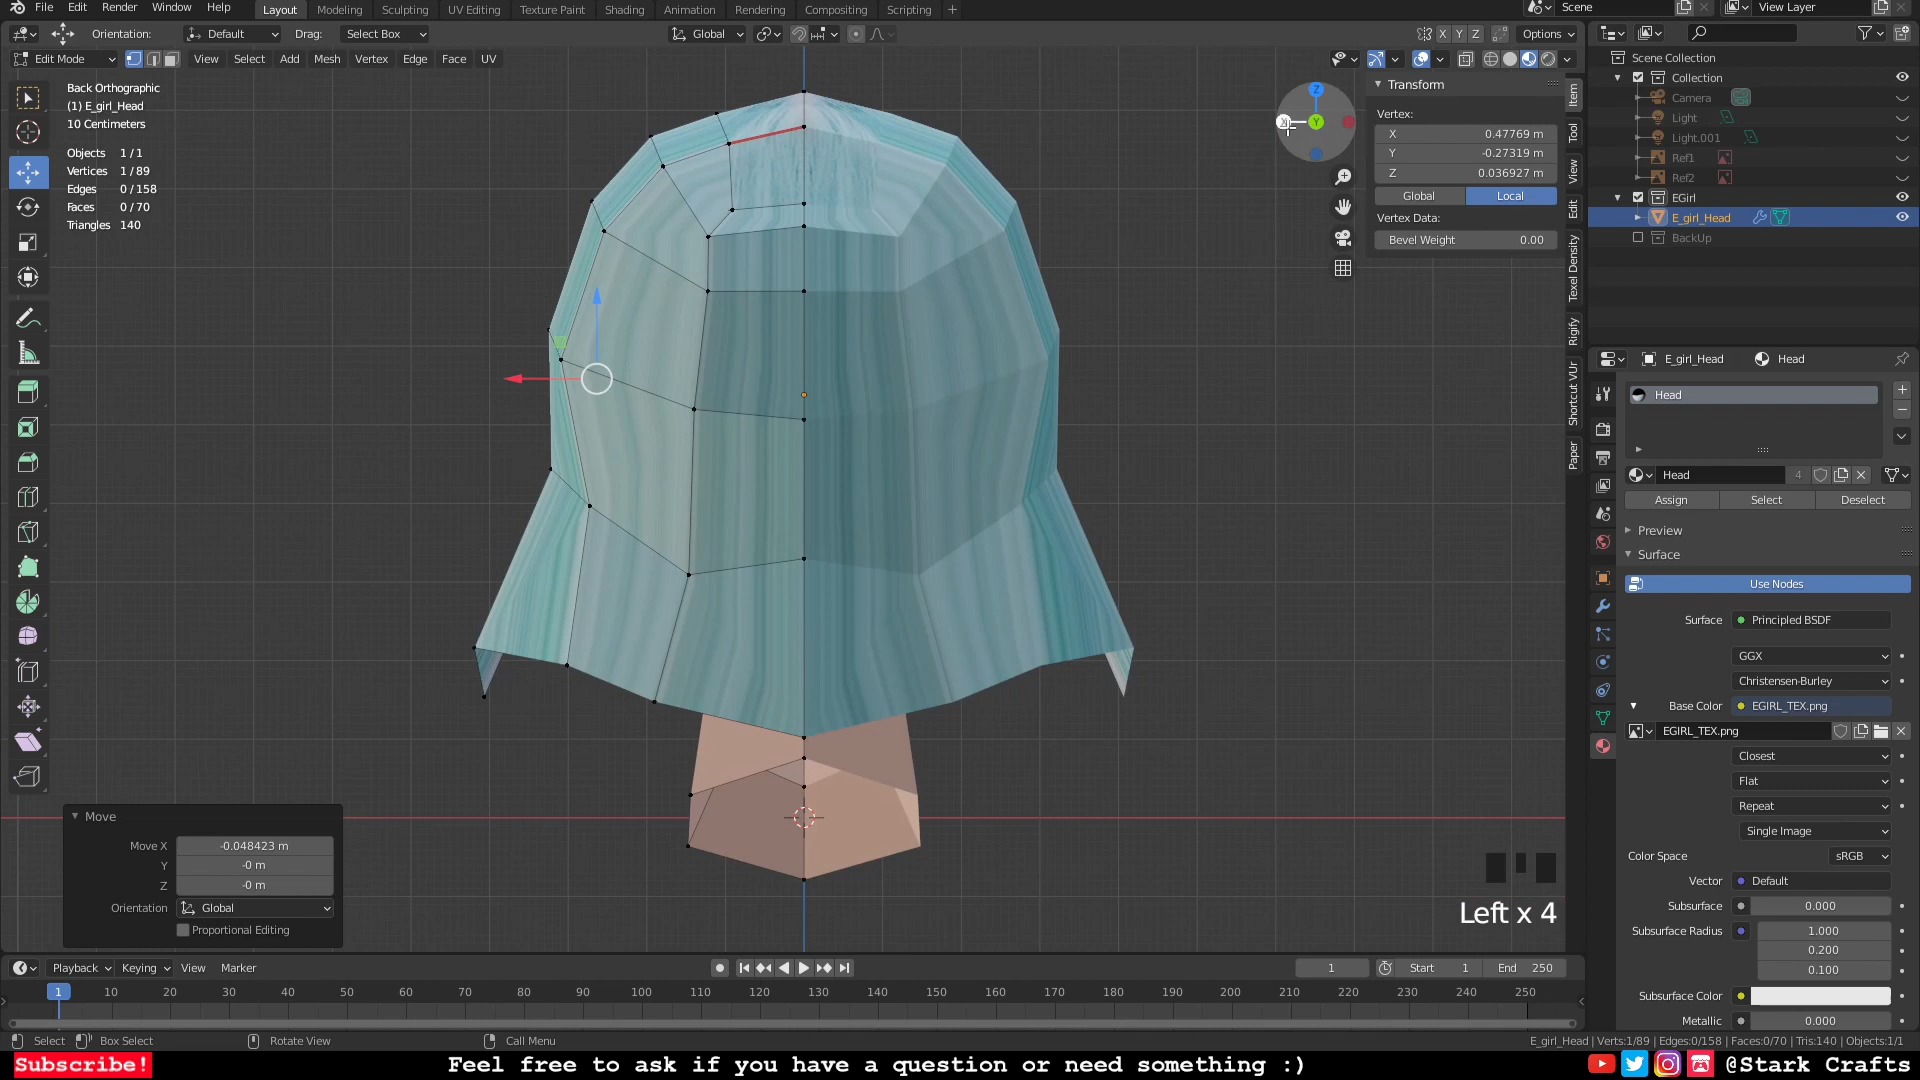 File Edit Render Window Help Layout Modeling Sculpting UV Editing Texture Paint Shading Animation Rendering Compositing Scripting + Scene View Layer
Orientation: Default Drag: Select Box Global X Y Z Options
Edit Mode View Select Add Mesh Vertex Edge Face UV
Back Orthographic
(1) E_girl_Head
10 Centimeters
Objects 1 / 1
Vertices 1 / 89
Edges 0 / 158
Faces 0 / 70
Triangles 140
Z
Y
X
Transform
Vertex:
X 0.47769 m
Y -0.27319 m
Z 0.036927 m
Global Local
Vertex Data:
Bevel Weight 0.00
Item
Tool
View
Edit
Texel Density
Rigify
Shortcut VUr
Paper
Scene Collection
Collection
Camera
Light
Light.001
Ref1
Ref2
EGirl
E_girl_Head
BackUp
E_girl_Head Head
Head
Head 4
Assign Select Deselect
Preview
Surface
Use Nodes
Surface Principled BSDF
GGX
Christensen-Burley
Base Color EGIRL_TEX.png
EGIRL_TEX.png
Closest
Flat
Repeat
Single Image
Color Space sRGB
Vector Default
Subsurface 0.000
Subsurface Radius 1.000
0.200
0.100
Subsurface Color
Metallic 0.000
Move
Move X -0.048423 m
Y -0 m
Z -0 m
Orientation Global
Proportional Editing
Left x 4
Playback Keying View Marker 1 Start 1 End 250
1 10 20 30 40 50 60 70 80 90 100 110 120 130 140 150 160 170 180 190 200 210 220 230 240 250
Select Box Select Rotate View Call Menu E_girl_Head | Verts:1/89 | Edges:0/158 | Faces:0/70 | Tris:140 | Objects:1/1
Subscribe! Feel free to ask if you have a question or need something :) @Stark Crafts